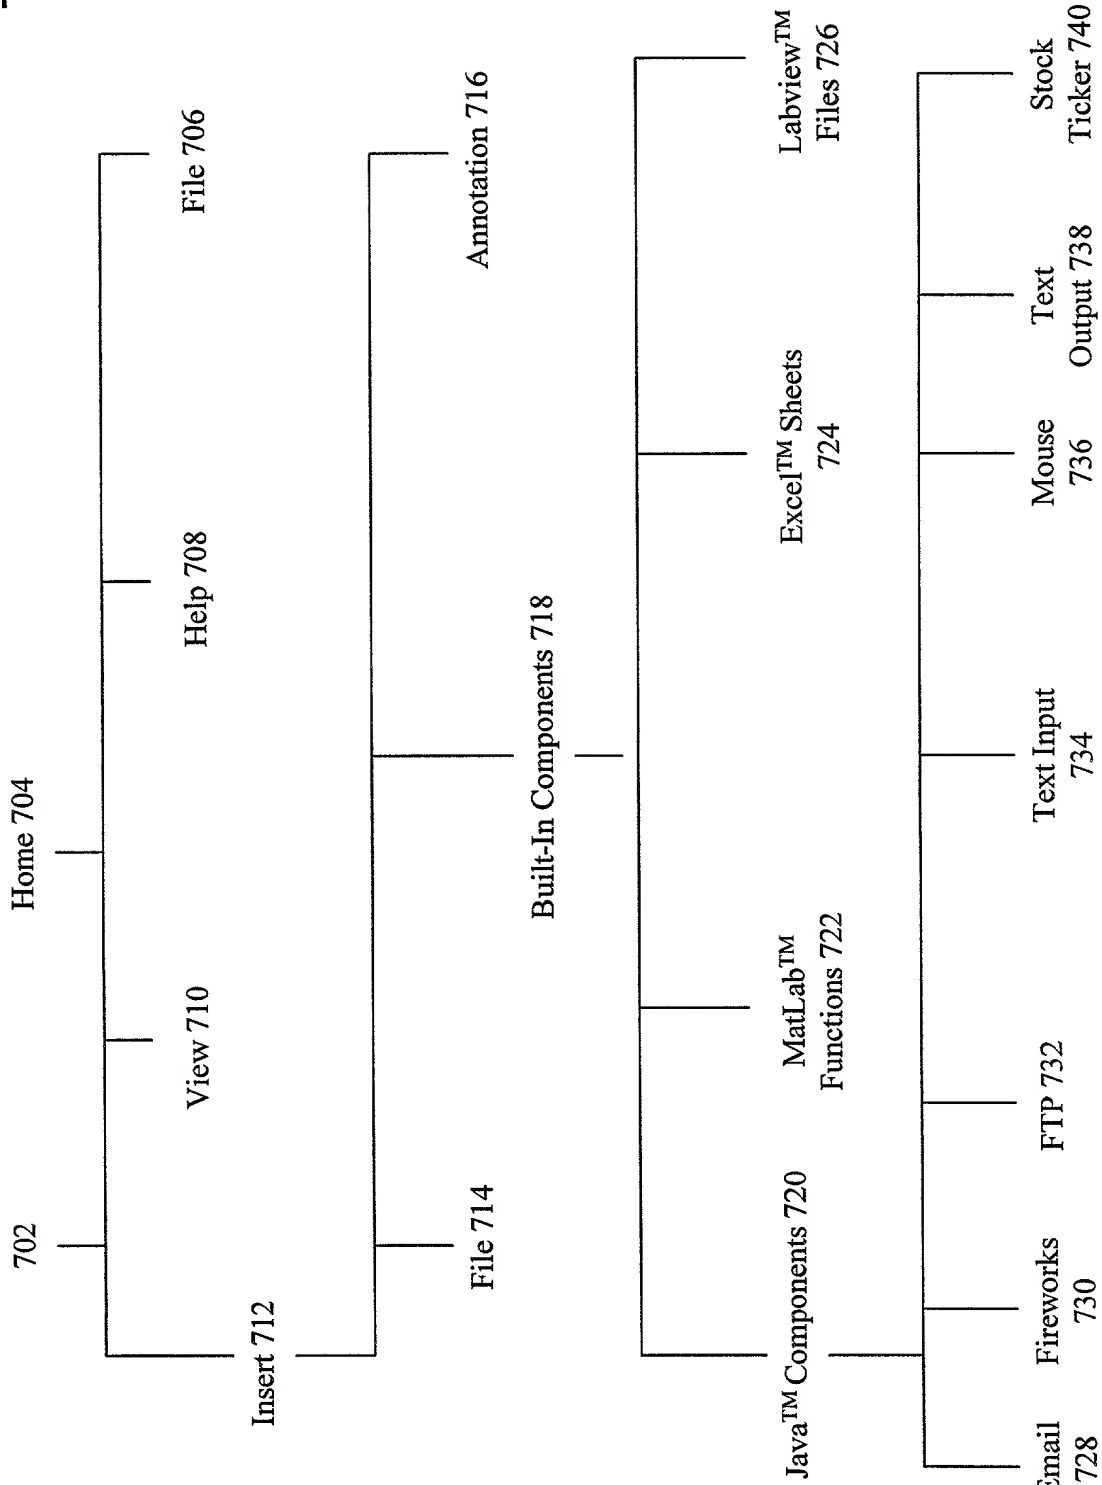 702
Home 704
Insert 712
View 710
Help 708
File 706
File 714
Built-In Components 718
Annotation 716
Java™ Components 720
MatLab™
Functions 722
Excel™ Sheets
724
Labview™
Files 726
Email
728
Fireworks
730
FTP 732
Text Input
734
Mouse
736
Text
Output 738
Stock
Ticker 740